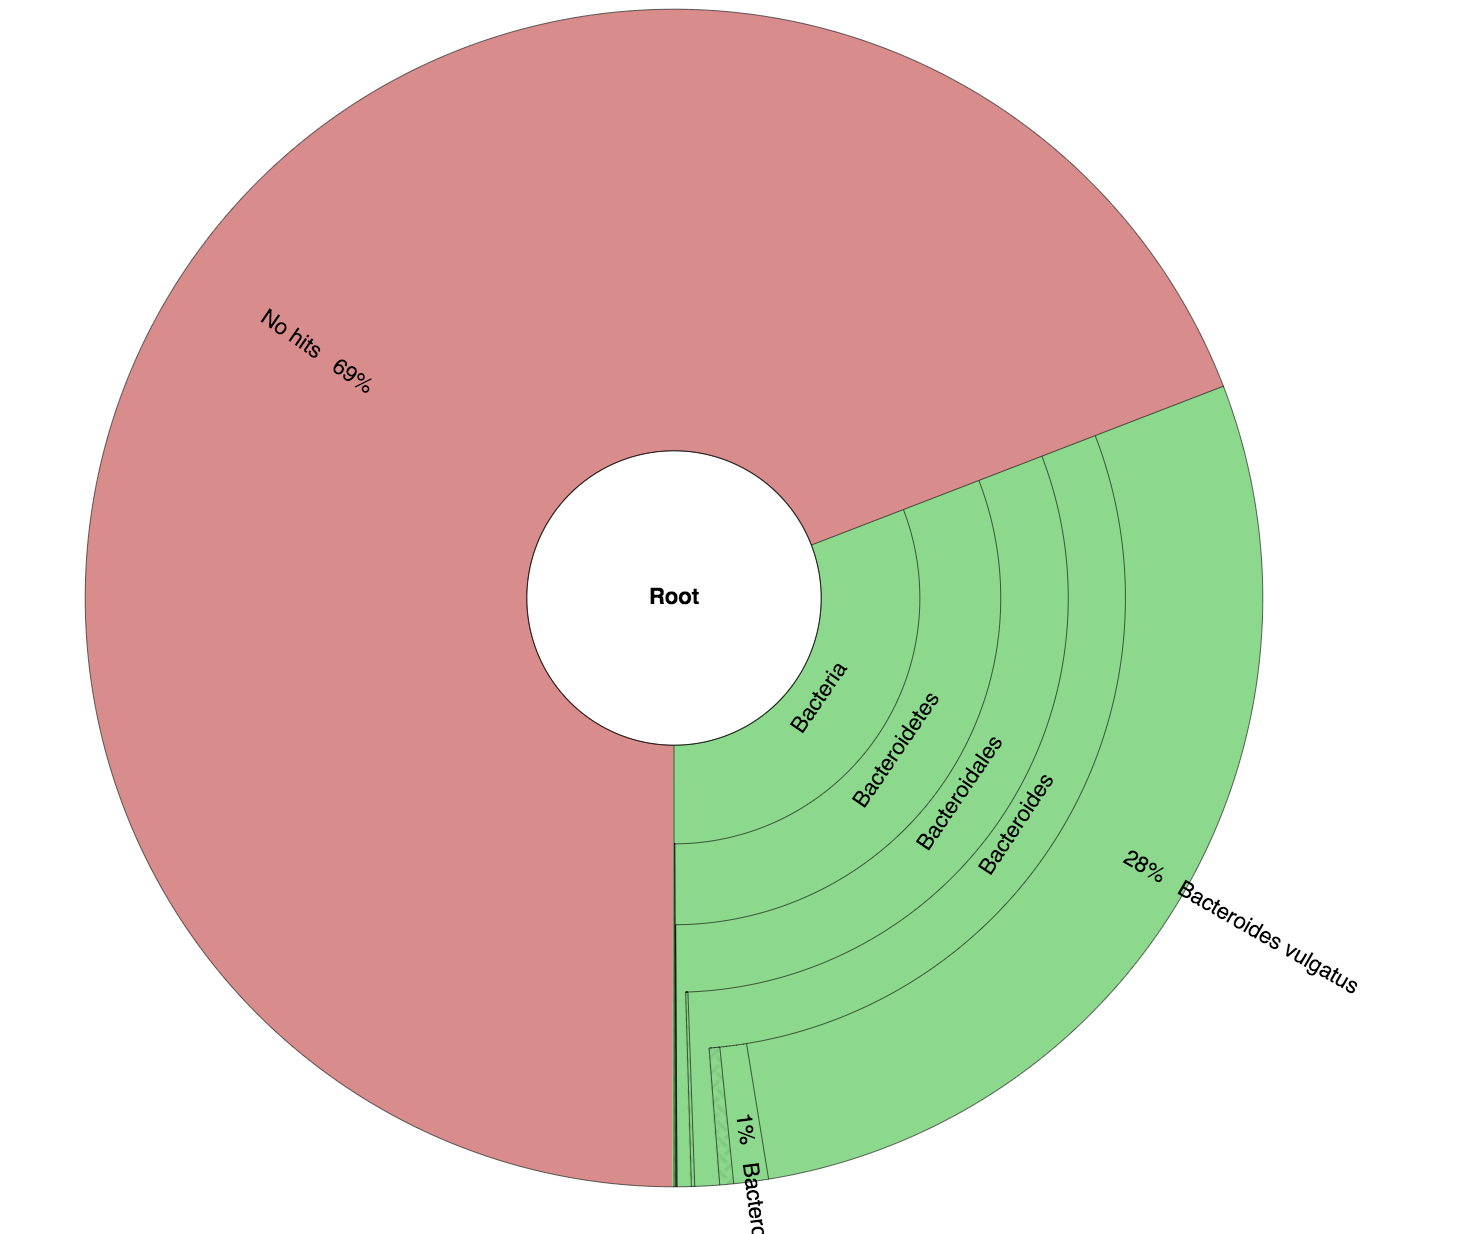 No hits 69%
Root
Bacteria
Bacteroidetes
Bacteroidales
Bacteroides
28% Bacteroides vulgatus
1%